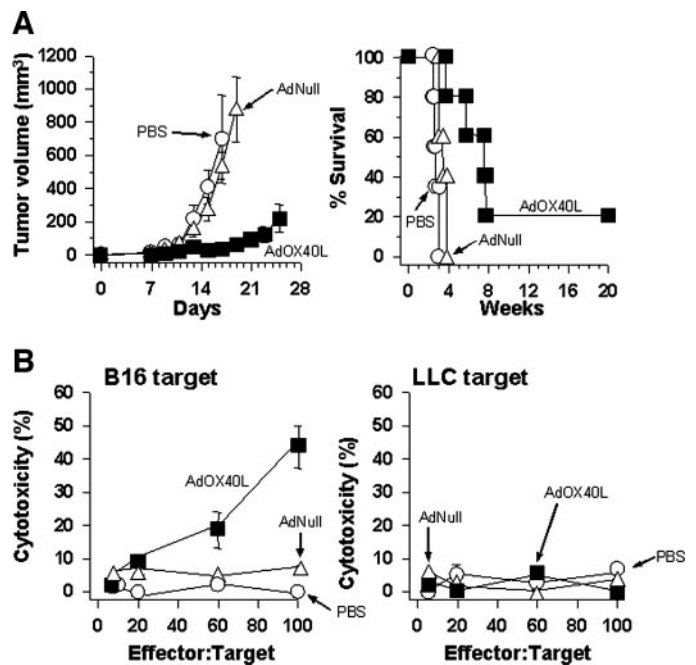 A
Tumor volume (mm³)
1200
1000
800
600
400
200
0
PBS
AdNull
AdOX40L
0 7 14 21 28
Days
% Survival
100
80
60
40
20
0
PBS
AdOX40L
AdNull
0 4 8 12 16 20
Weeks
B
B16 target
Cytotoxicity (%)
60
50
40
30
20
10
0
AdOX40L
AdNull
PBS
0 20 40 60 80 100
Effector:Target
LLC target
Cytotoxicity (%)
60
50
40
30
20
10
0
AdNull
AdOX40L
PBS
0 20 40 60 80 100
Effector:Target